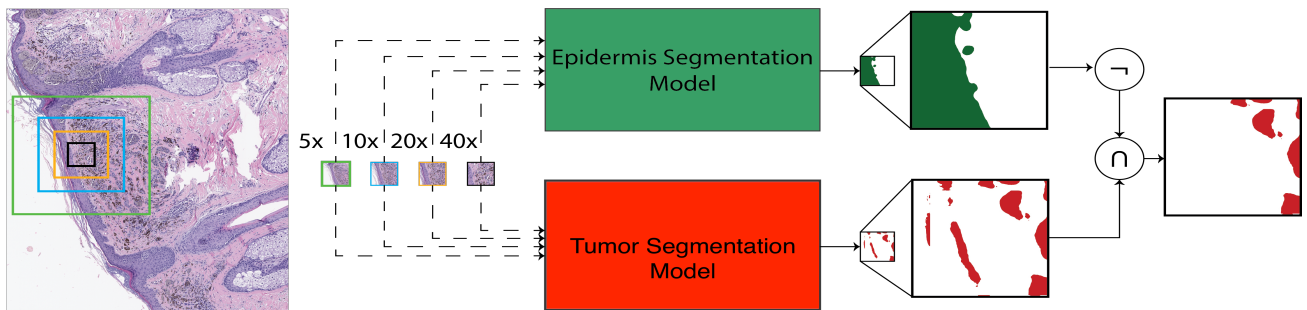 Epidermis Segmentation
Model
¬
5x 10x 20x 40x
∩
Tumor Segmentation
Model